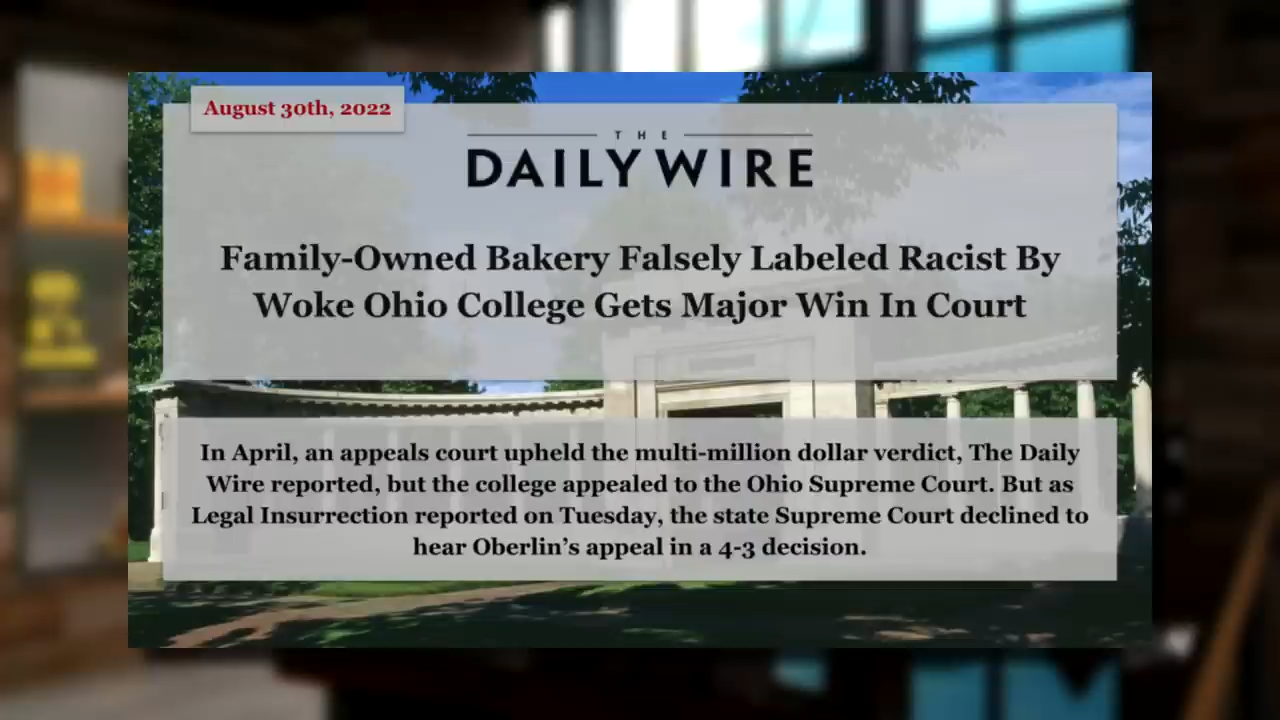 August 30th, 2022
THE
DAILY WIRE
Family-Owned Bakery Falsely Labeled Racist By
Woke Ohio College Gets Major Win In Court
In April, an appeals court upheld the multi-million dollar verdict, The Daily
Wire reported, but the college appealed to the Ohio Supreme Court. But as
Legal Insurrection reported on Tuesday, the state Supreme Court declined to
hear Oberlin’s appeal in a 4-3 decision.